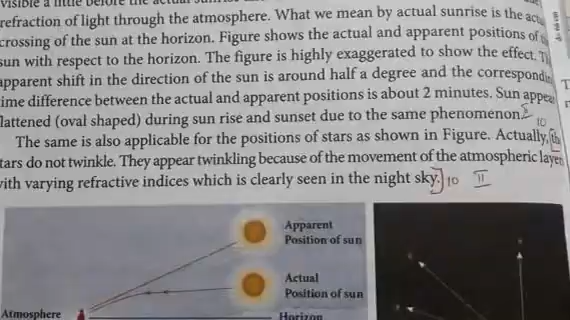 visible a little before the actual
refraction of light through the atmosphere. What we mean by actual sunrise is the
crossing of the sun at the horizon. Figure shows the actual and apparent positions of
sun with respect to the horizon. The figure is highly exaggerated to show the effect.
apparent shift in the direction of the sun is around half a degree and the
time difference between the actual and apparent positions is about 2 minutes. Sun
flattened (oval shaped) during sun rise and sunset due to the same phenomenon.
10
The same is also applicable for the positions of stars as shown in Figure. Actually,
stars do not twinkle. They appear twinkling because of the movement of the atmospheric
with varying refractive indices which is clearly seen in the night sky. 10 II
Apparent
Position of sun
Actual
Position of sun
Atmosphere
Horizon